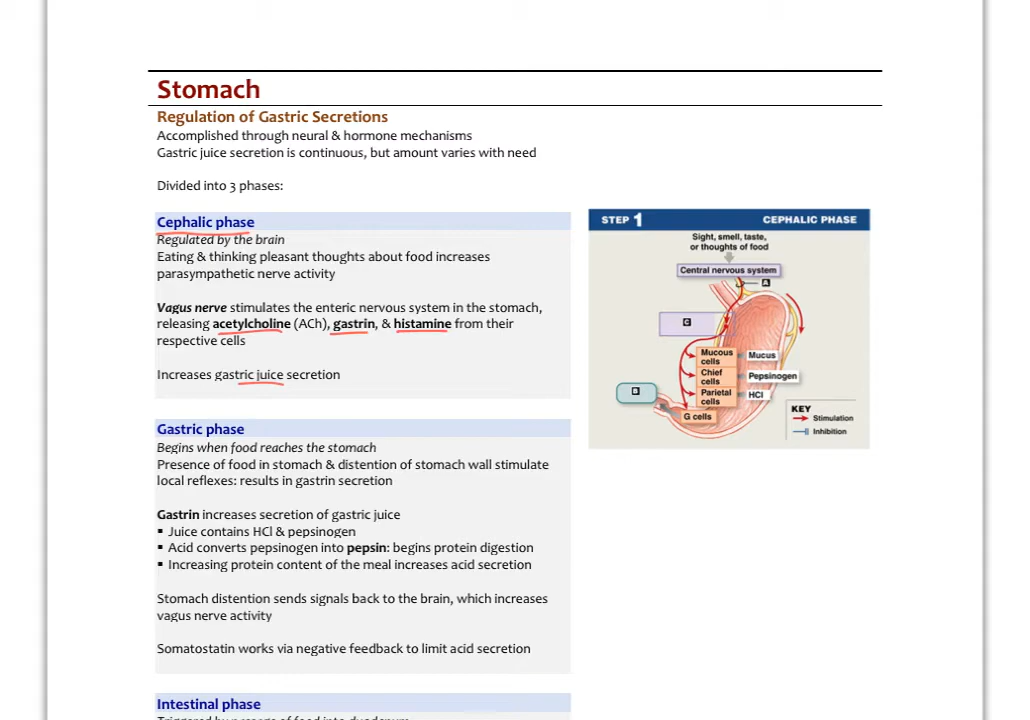 Stomach
Regulation of Gastric Secretions
Accomplished through neural & hormone mechanisms
Gastric juice secretion is continuous, but amount varies with need
Divided into 3 phases:
Cephalic phase
Regulated by the brain
Eating & thinking pleasant thoughts about food increases
parasympathetic nerve activity
Vagus nerve stimulates the enteric nervous system in the stomach,
releasing acetylcholine (ACh), gastrin, & histamine from their
respective cells
Increases gastric juice secretion
STEP 1 CEPHALIC PHASE
Sight, smell, taste,
or thoughts of food
Central nervous system
A
C
Mucous
cells
Mucus
Chief
cells
Pepsinogen
B
Parietal
cells
HCl
G cells
KEY
Stimulation
Inhibition
Gastric phase
Begins when food reaches the stomach
Presence of food in stomach & distention of stomach wall stimulate
local reflexes: results in gastrin secretion
Gastrin increases secretion of gastric juice
▪ Juice contains HCl & pepsinogen
▪ Acid converts pepsinogen into pepsin: begins protein digestion
▪ Increasing protein content of the meal increases acid secretion
Stomach distention sends signals back to the brain, which increases
vagus nerve activity
Somatostatin works via negative feedback to limit acid secretion
Intestinal phase
Triggered by passage of food into duodenum